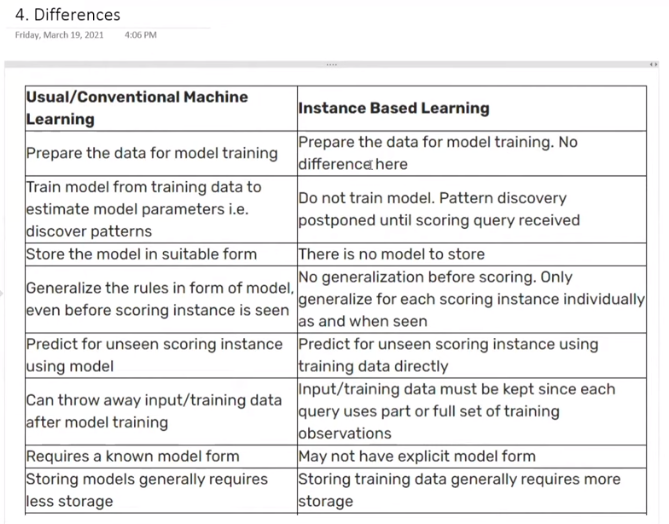 4. Differences
Friday, March 19, 2021 4:06 PM
Usual/Conventional Machine
Learning
Instance Based Learning
Prepare the data for model training
Prepare the data for model training. No
difference here
Train model from training data to
estimate model parameters i.e.
discover patterns
Do not train model. Pattern discovery
postponed until scoring query received
Store the model in suitable form
There is no model to store
Generalize the rules in form of model,
even before scoring instance is seen
No generalization before scoring. Only
generalize for each scoring instance individually
as and when seen
Predict for unseen scoring instance
using model
Predict for unseen scoring instance using
training data directly
Can throw away input/training data
after model training
Input/training data must be kept since each
query uses part or full set of training
observations
Requires a known model form
May not have explicit model form
Storing models generally requires
less storage
Storing training data generally requires more
storage